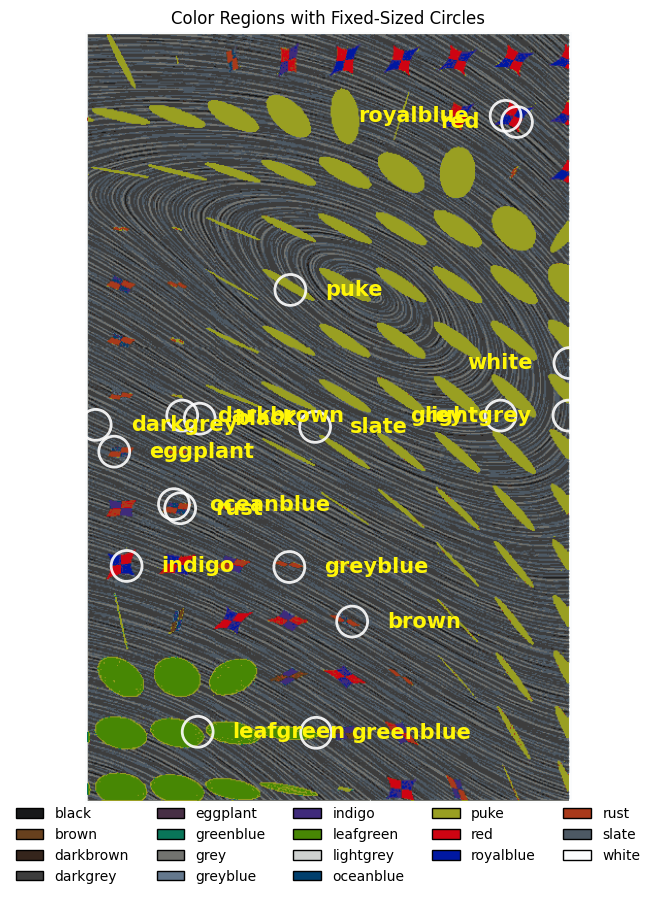 Color Regions with Fixed-Sized Circles
royalblue
red
puke
white
darkbrown
black
grey
lightgrey
darkgrey
slate
eggplant
oceanblue
rust
indigo
greyblue
brown
leafgreen
greenblue
black eggplant indigo puke rust
brown greenblue leafgreen red slate
darkbrown grey lightgrey royalblue white
darkgrey greyblue oceanblue